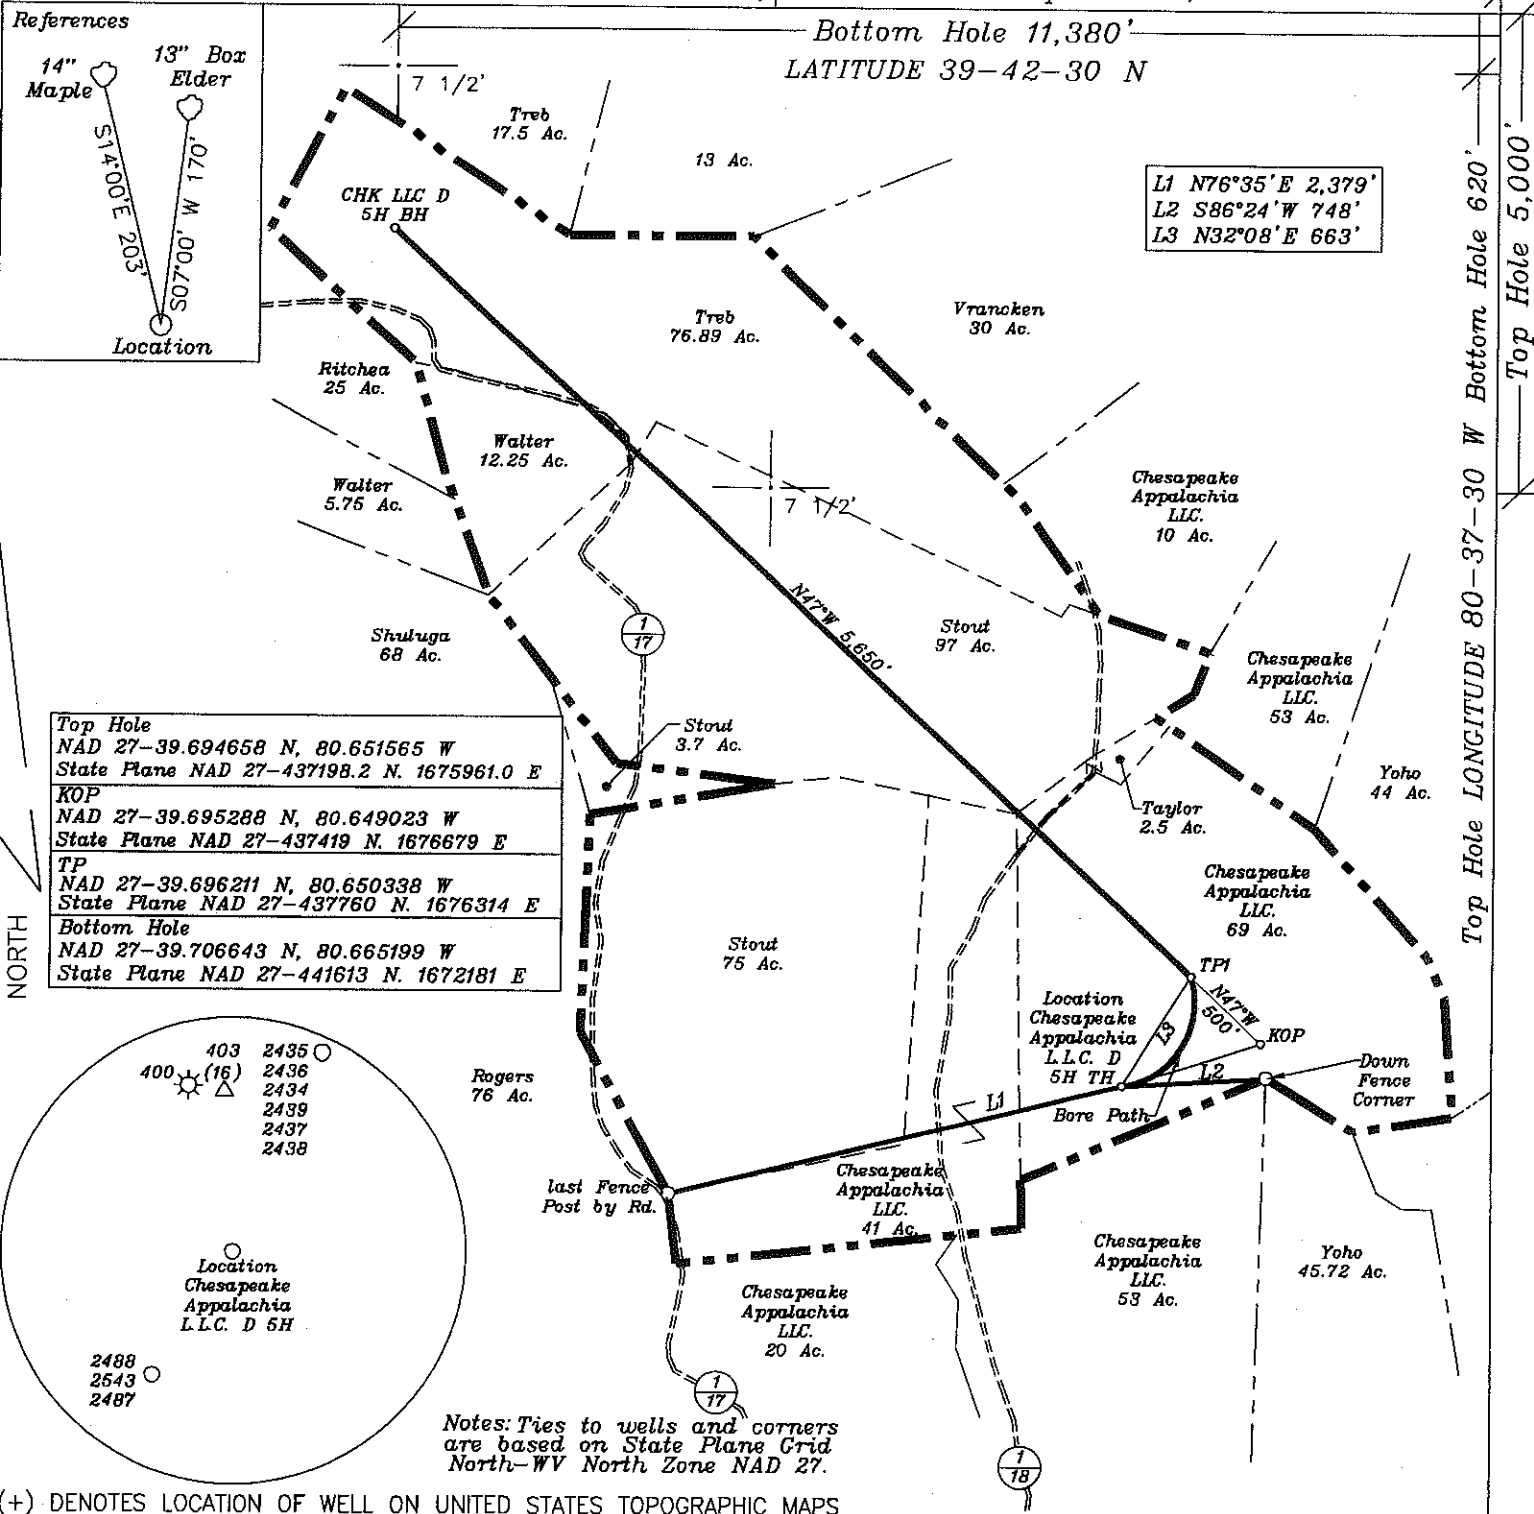 References
14"
Maple
13" Box
Elder
S14°00'E 203'
S07°00' W 170'
Location
Bottom Hole 11,380'
LATITUDE 39-42-30 N
7 1/2'
Treb
17.5 Ac.
13 Ac.
L1 N76°35'E 2,379'
L2 S86°24'W 748'
L3 N32°08'E 663'
Bottom Hole 620'
Top Hole 5,000'
Top Hole LONGITUDE 80-37-30 W
CHK LLC D
5H BH
Treb
76.89 Ac.
Vrancken
30 Ac.
Ritchea
25 Ac.
Walter
12.25 Ac.
Walter
5.75 Ac.
7 1/2'
Chesapeake
Appalachia
LLC.
10 Ac.
N47°W 5,650'
Shuluga
68 Ac.
1
17
Stout
97 Ac.
Chesapeake
Appalachia
LLC.
53 Ac.
Top Hole
NAD 27-39.694658 N, 80.651565 W
State Plane NAD 27-437198.2 N. 1675961.0 E
KOP
NAD 27-39.695288 N, 80.649023 W
State Plane NAD 27-437419 N. 1676679 E
TP
NAD 27-39.696211 N, 80.650338 W
State Plane NAD 27-437760 N. 1676314 E
Bottom Hole
NAD 27-39.706643 N, 80.665199 W
State Plane NAD 27-441613 N. 1672181 E
Stout
3.7 Ac.
Yoho
44 Ac.
Taylor
2.5 Ac.
Chesapeake
Appalachia
LLC.
69 Ac.
NORTH
Stout
75 Ac.
TP1
N47°W
500'
L3
KOP
Location
Chesapeake
Appalachia
L.L.C. D
5H TH
L2
Down
Fence
Corner
Bore Path
L1
Rogers
76 Ac.
403
400
(16)
2435
2436
2434
2439
2437
2438
last Fence
Post by Rd.
Chesapeake
Appalachia
LLC.
41 Ac.
Chesapeake
Appalachia
LLC.
53 Ac.
Yoho
45.72 Ac.
Location
Chesapeake
Appalachia
L.L.C. D 5H
Chesapeake
Appalachia
LLC.
20 Ac.
2488
2543
2487
1
17
Notes: Ties to wells and corners
are based on State Plane Grid
North-WV North Zone NAD 27.
1
18
(+) DENOTES LOCATION OF WELL ON UNITED STATES TOPOGRAPHIC MAPS